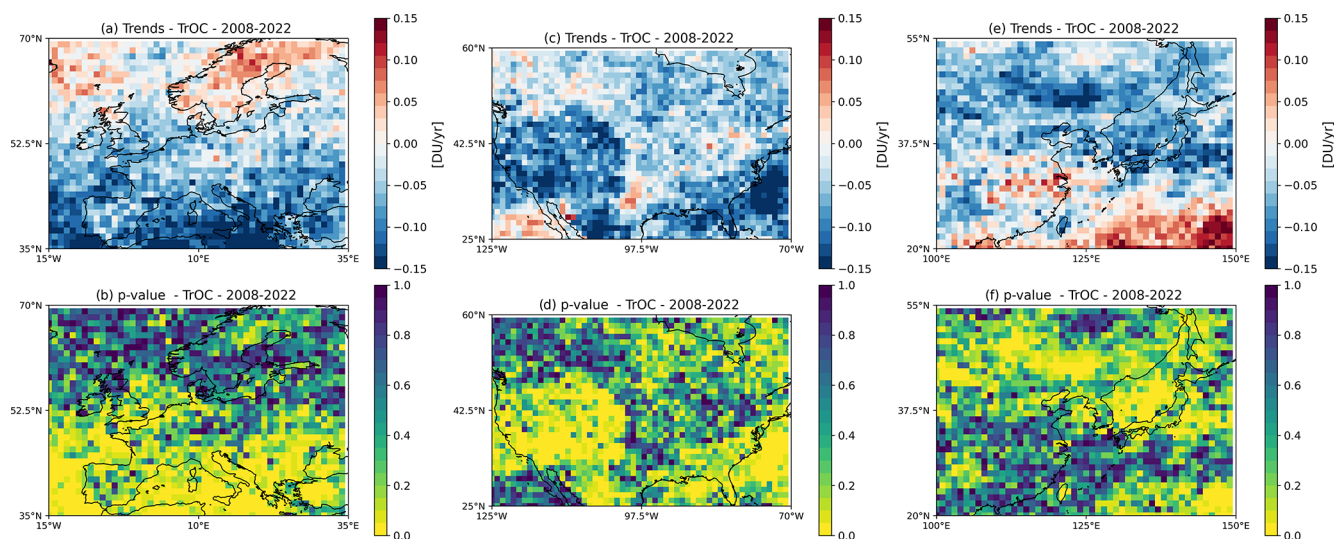 (a) Trends - TrOC - 2008-2022
70°N
52.5°N
35°N
15°W
10°E
35°E
0.15
0.10
0.05
0.00
−0.05
−0.10
−0.15
[DU/yr]
(c) Trends - TrOC - 2008-2022
60°N
42.5°N
25°N
125°W
97.5°W
70°W
0.15
0.10
0.05
0.00
−0.05
−0.10
−0.15
[DU/yr]
(e) Trends - TrOC - 2008-2022
55°N
37.5°N
20°N
100°E
125°E
150°E
0.15
0.10
0.05
0.00
−0.05
−0.10
−0.15
[DU/yr]
(b) p-value - TrOC - 2008-2022
70°N
52.5°N
35°N
15°W
10°E
35°E
1.0
0.8
0.6
0.4
0.2
0.0
(d) p-value - TrOC - 2008-2022
60°N
42.5°N
25°N
125°W
97.5°W
70°W
1.0
0.8
0.6
0.4
0.2
0.0
(f) p-value - TrOC - 2008-2022
55°N
37.5°N
20°N
100°E
125°E
150°E
1.0
0.8
0.6
0.4
0.2
0.0